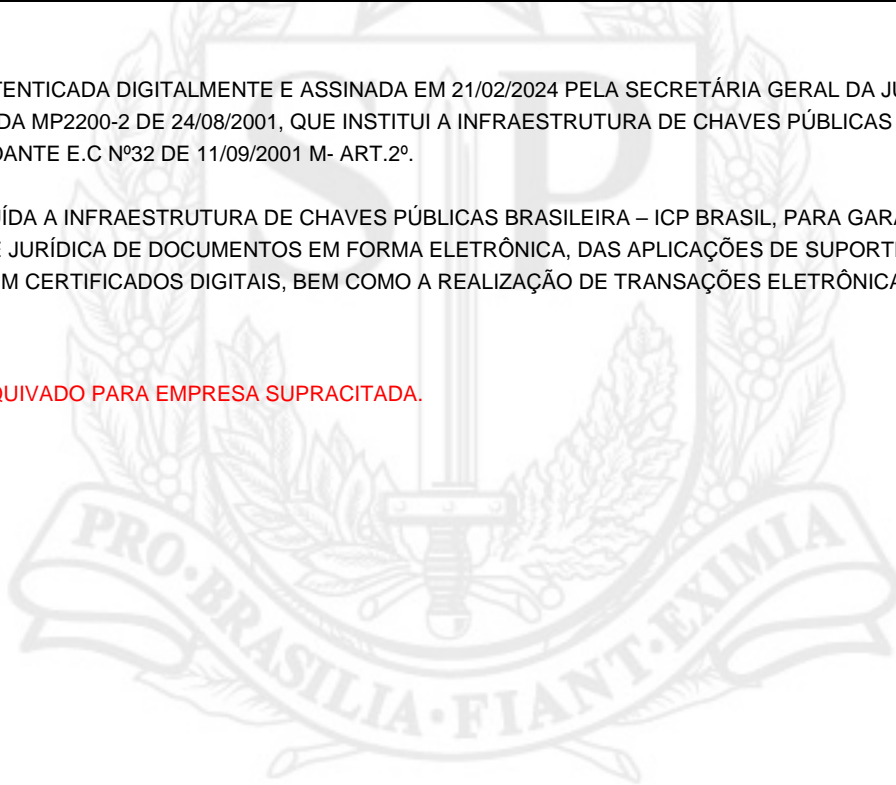 TENTICADA DIGITALMENTE E ASSINADA EM 21/02/2024 PELA SECRETÁRIA GERAL DA JU
DA MP2200-2 DE 24/08/2001, QUE INSTITUI A INFRAESTRUTURA DE CHAVES PÚBLICAS
DANTE E.C Nº32 DE 11/09/2001 M- ART.2º.
ÍDA A INFRAESTRUTURA DE CHAVES PÚBLICAS BRASILEIRA – ICP BRASIL, PARA GARA
E JURÍDICA DE DOCUMENTOS EM FORMA ELETRÔNICA, DAS APLICAÇÕES DE SUPORTE
M CERTIFICADOS DIGITAIS, BEM COMO A REALIZAÇÃO DE TRANSAÇÕES ELETRÔNICA
QUIVADO PARA EMPRESA SUPRACITADA.
SP
PRO·BRASILIA·FIANT·EXIMIA